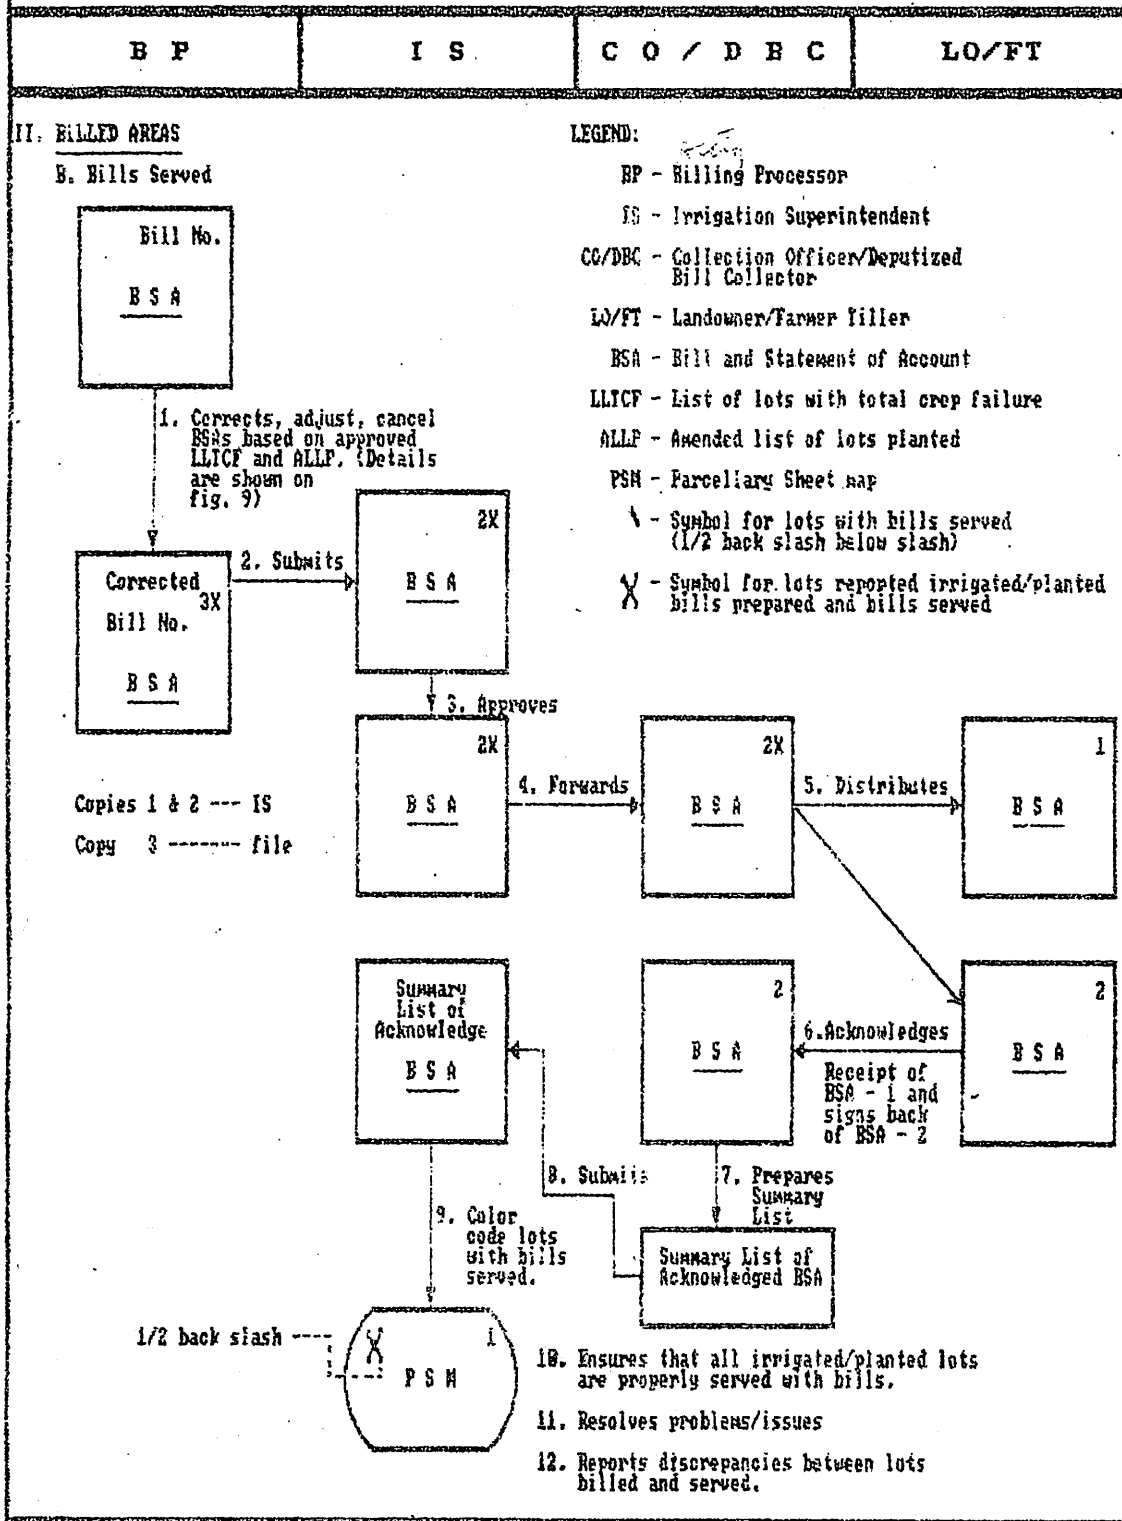 B P
I S
C O / D B C
LO/FT
II. BILLED AREAS
B. Bills Served
LEGEND:
BP - Billing Processor
IS - Irrigation Superintendent
CO/DBC - Collection Officer/Deputized
Bill Collector
LO/FT - Landowner/Farmer Tiller
BSA - Bill and Statement of Account
LLTCF - List of lots with total crop failure
ALLP - Amended list of lots planted
PSM - Parcellary Sheet map
\ - Symbol for lots with bills served
(1/2 back slash below slash)
X - Symbol for lots reported irrigated/planted
bills prepared and bills served
Bill No.
B S A
1. Corrects, adjust, cancel
BSAs based on approved
LLTCF and ALLP. (Details
are shown on
fig. 9)
Corrected
3X
Bill No.
B S A
2. Submits
2X
B S A
3. Approves
2X
B S A
4. Forwards
2X
B S A
5. Distributes
1
B S A
Copies 1 & 2 --- IS
Copy 3 ------- file
Summary
List of
Acknowledge
B S A
2
B S A
6.Acknowledges
Receipt of
BSA - 1 and
signs back
of BSA - 2
2
B S A
8. Submits
7. Prepares
Summary
List
9. Color
code lots
with bills
served.
Summary List of
Acknowledged BSA
1/2 back slash ----
X
1
P S M
10. Ensures that all irrigated/planted lots
are properly served with bills.
11. Resolves problems/issues
12. Reports discrepancies between lots
billed and served.